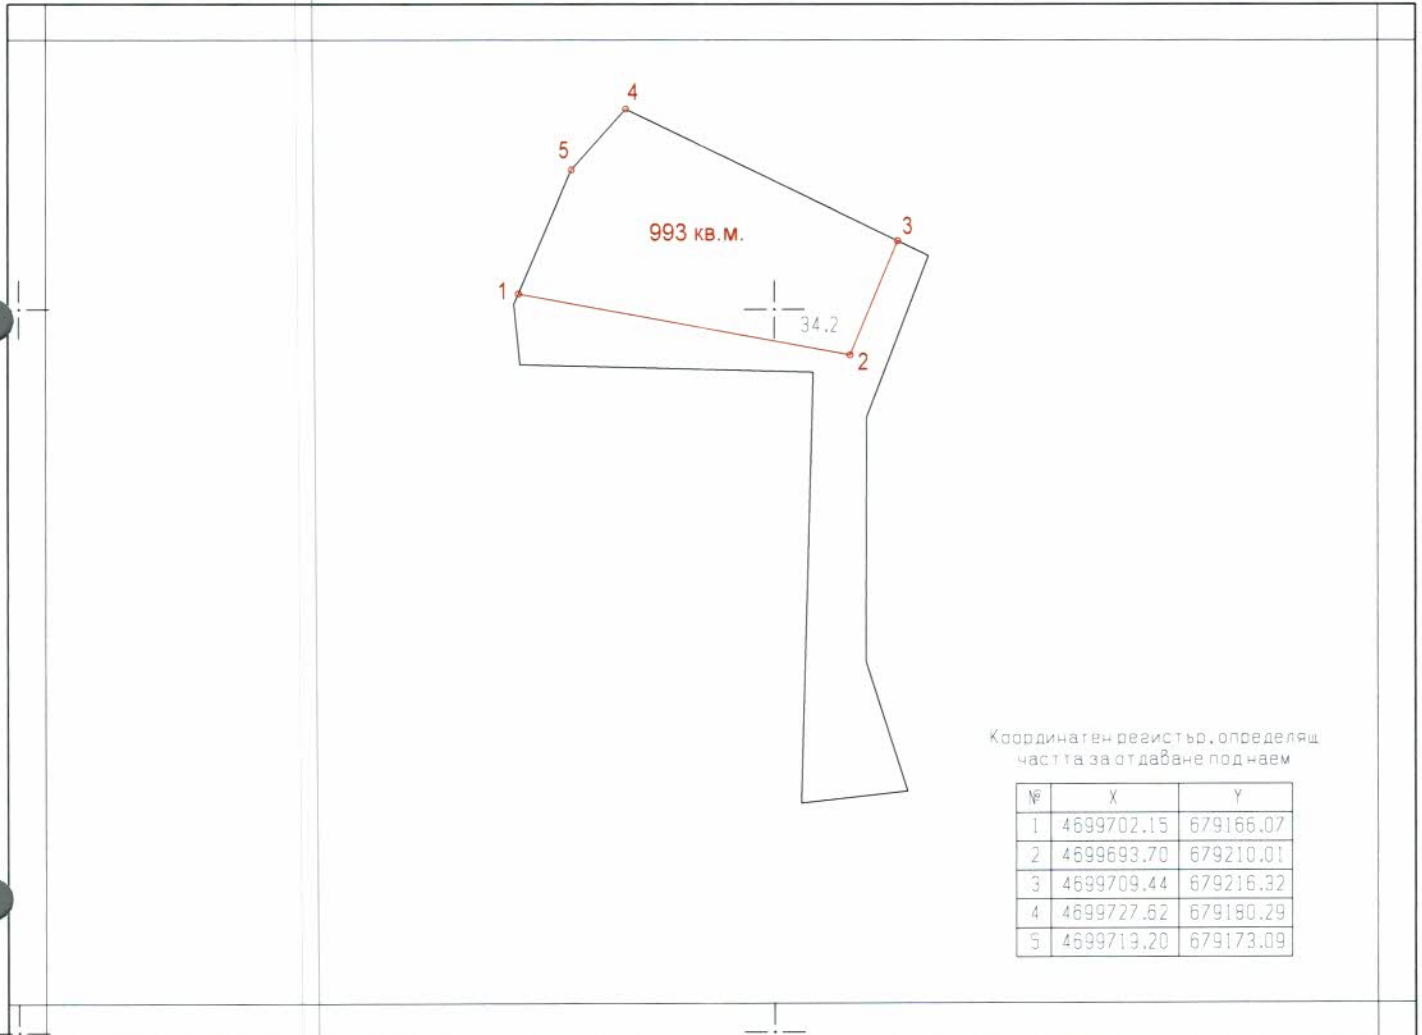 4
5
3
993 кв.м.
1
34.2
2
Координатен регистър, определящ
частта за отдаване под наем
№ X Y
1 4699702.15 679166.07
2 4699693.70 679210.01
3 4699709.44 679216.32
4 4699727.62 679180.29
5 4699719.20 679173.09